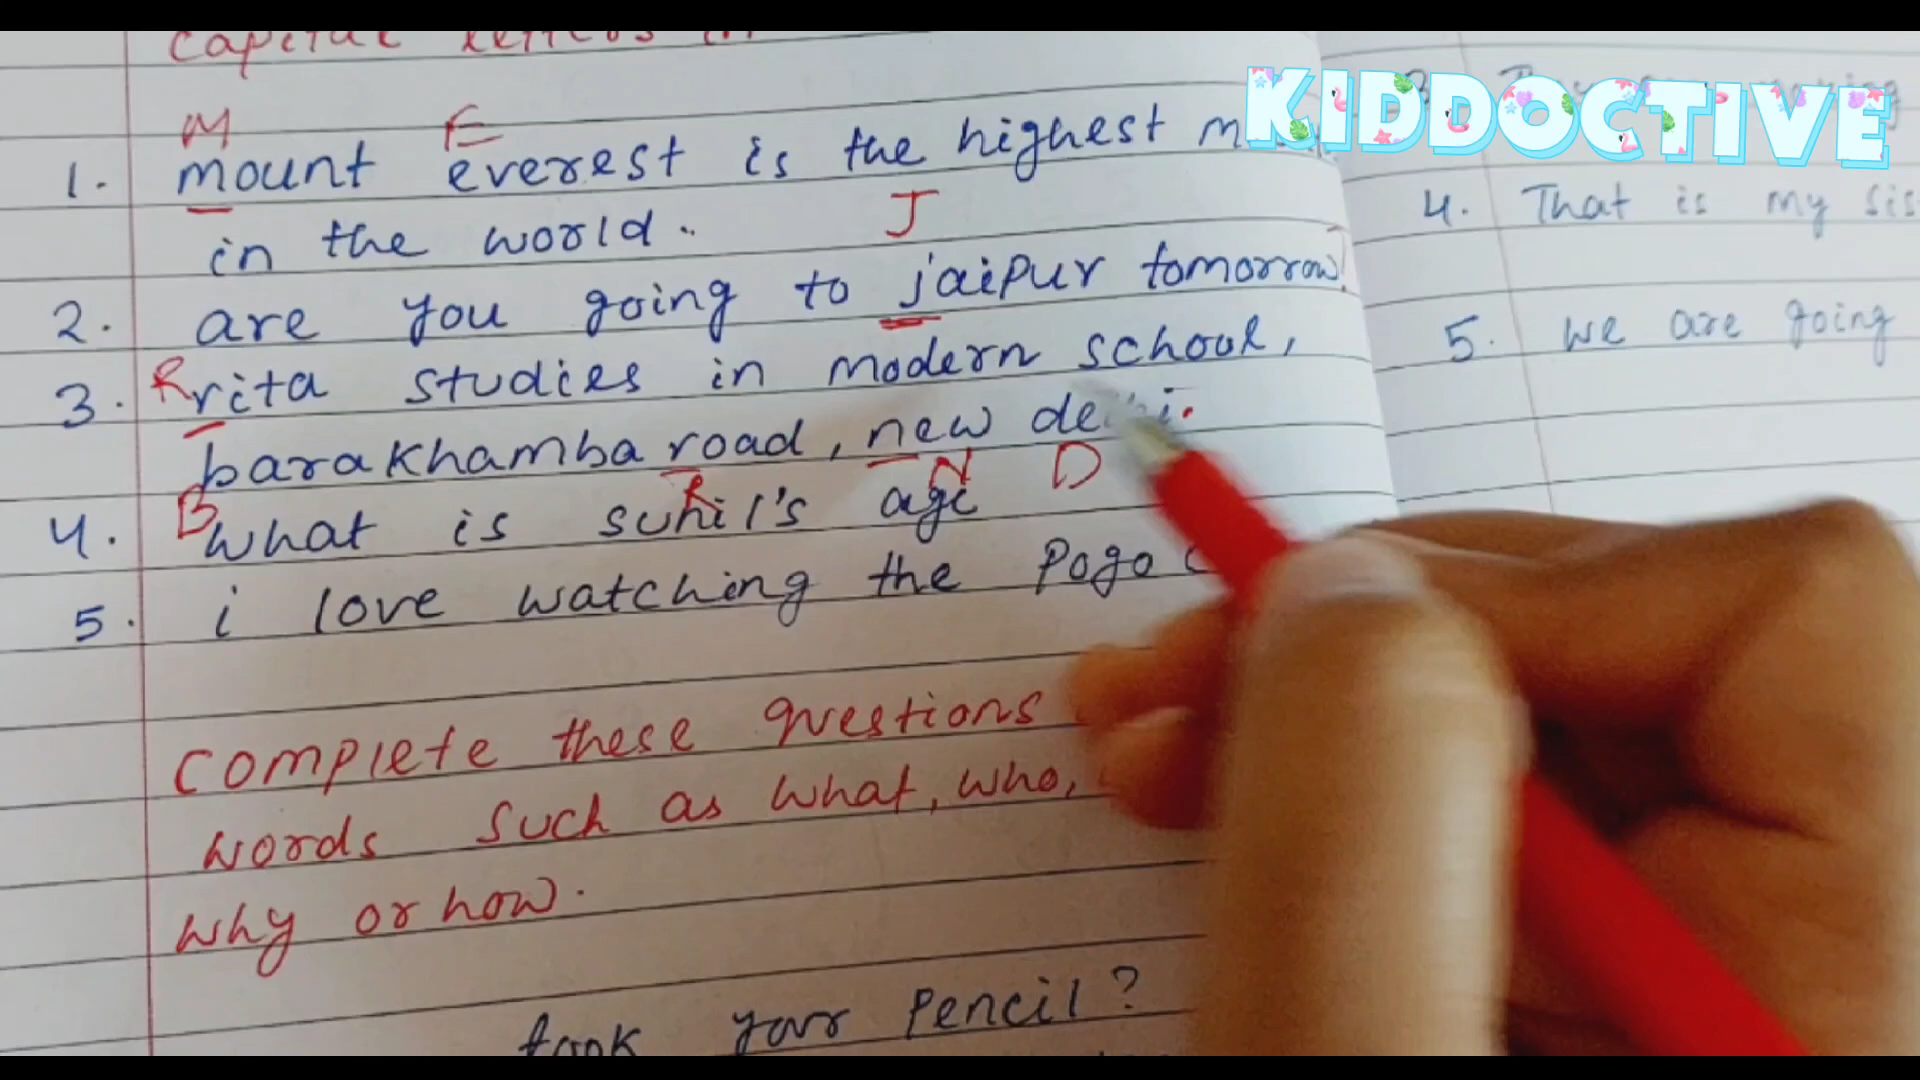 capital letters in
KIDDOCTIVE
M E
1. mount everest is the highest
in the world.
J
2. are you going to jaipur tomorrow?
3. R rita studies in modern school,
barakhamba road, new delhi.
B R N D
4. what is sunil's age
5. i love watching the pogo
complete these questions
words such as what, who,
why or how.
took your pencil?
4. That is my sis
5. we are going